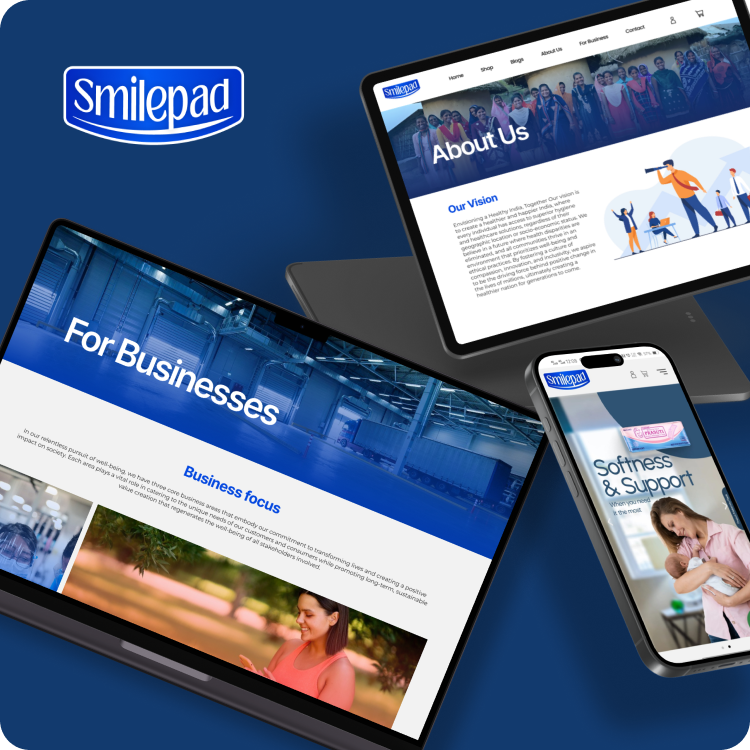 Smilepad
Smilepad
Home
Shop
Blogs
About Us
For Business
Contact
About Us
Our Vision
Envisioning a Healthy India, Together Our vision is
to create a healthier and happier India, where
every individual has access to superior hygiene
and healthcare solutions, regardless of their
geographic location or socio-economic status. We
believe in a future where health disparities are
eliminated, and all communities thrive in an
environment that prioritizes well-being and
ethical practices. By fostering a culture of
compassion, innovation, and inclusivity, we aspire
to be the driving force behind positive change in
the lives of millions, ultimately creating a
healthier nation for generations to come.
For Businesses
Business focus
In our relentless pursuit of well-being, we have three core business areas that embody our commitment to transforming lives and creating a positive
impact on society. Each area plays a vital role in catering to the unique needs of our customers and consumers while promoting long-term, sustainable
value creation that regenerates the well-being of all stakeholders involved.
Smilepad
Softness
& Support
When you need
it the most